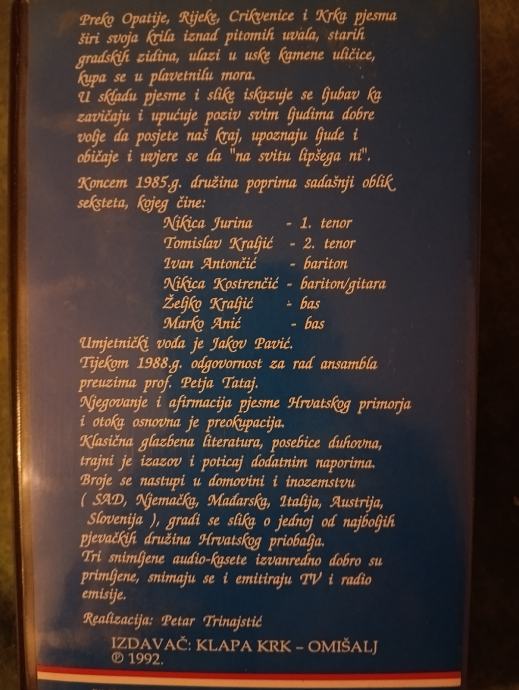 Preko Opatije, Rijeke, Crikvenice i Krka pjesma
širi svoja krila iznad pitomih uvala, starih
gradskih zidina, ulazi u uske kamene uličice,
kupa se u plavetnilu mora.
U skladu pjesme i slike iskazuje se ljubav ka
zavičaju i upućuje poziv svim ljudima dobre
volje da posjete naš kraj, upoznaju ljude i
običaje i uvjere se da "na svitu lipšega ni".
Koncem 1985.g. družina poprima sadašnji oblik
seksteta, kojeg čine:
Nikica Jurina - 1. tenor
Tomislav Kraljić - 2. tenor
Ivan Antončić - bariton
Nikica Kostrenčić - bariton/gitara
Željko Kraljić - bas
Marko Anić - bas
Umjetnički voda je Jakov Pavić.
Tijekom 1988.g. odgovornost za rad ansambla
preuzima prof. Petja Tataj.
Njegovanje i afirmacija pjesme Hrvatskog primorja
i otoka osnovna je preokupacija.
Klasična glazbena literatura, posebice duhovna,
trajni je izazov i poticaj dodatnim naporima.
Broje se nastupi u domovini i inozemstvu
( SAD, Njemačka, Mađarska, Italija, Austrija,
Slovenija ), gradi se slika o jednoj od najboljih
pjevačkih družina Hrvatskog priobalja.
Tri snimljene audio-kasete izvanredno dobro su
primljene, snimaju se i emitiraju TV i radio
emisije.
Realizacija: Petar Trinajstić
IZDAVAČ: KLAPA KRK – OMIŠALJ
℗ 1992.